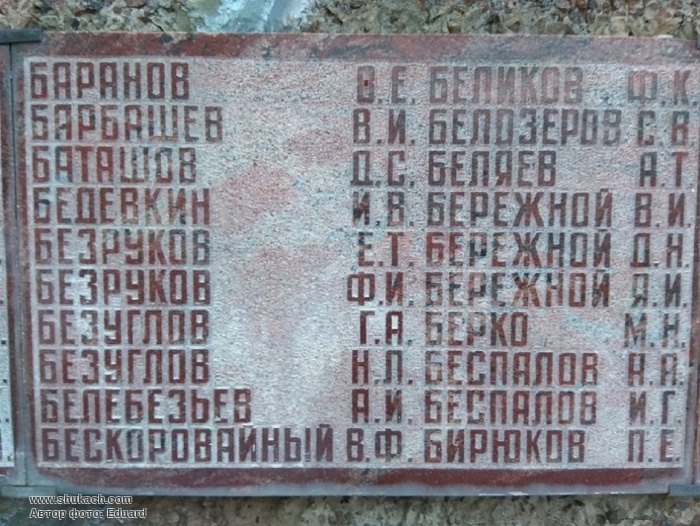 БАРАНОВ О.Е. БЕЛИКОВ Ф.К
БАРБАШЕВ В.И. БЕЛОЗЕРОВ С.В
БАТАШОВ Д.С. БЕЛЯЕВ А.Т
БЕДЕВКИН И.В. БЕРЕЖНОЙ В.И
БЕЗРУКОВ Е.Т. БЕРЕЖНОЙ Д.Н.
БЕЗРУКОВ Ф.И. БЕРЕЖНОЙ Я.И.
БЕЗУГЛОВ Г.А. БЕРКО М.Н.
БЕЗУГЛОВ Н.Л. БЕСПАЛОВ А.А.
БЕЛЕБЕЗЬЕВ А.И. БЕСПАЛОВ И.Г.
БЕСКОРОВАЙНЫЙ В.Ф. БИРЮКОВ П.Е.
www.shukach.com
Автор фото: Eduard